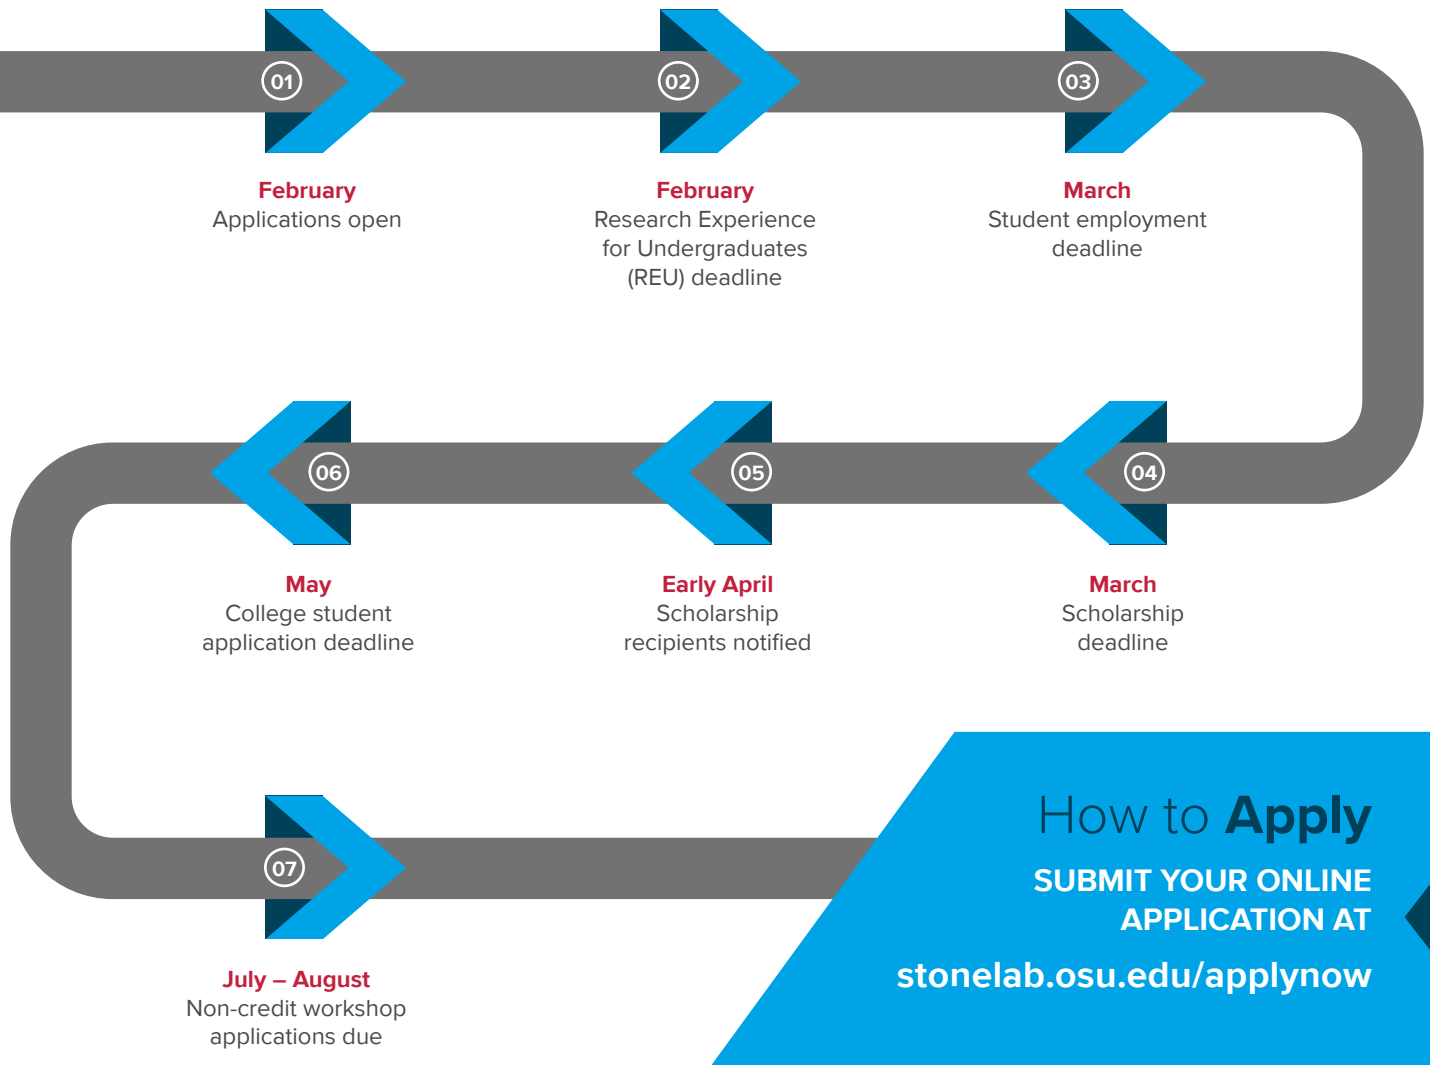 01
02
03
February
Applications open
February
Research Experience
for Undergraduates
(REU) deadline
March
Student employment
deadline
04
05
06
March
Scholarship
deadline
Early April
Scholarship
recipients notified
May
College student
application deadline
07
July – August
Non-credit workshop
applications due
How to Apply
SUBMIT YOUR ONLINE
APPLICATION AT
stonelab.osu.edu/applynow